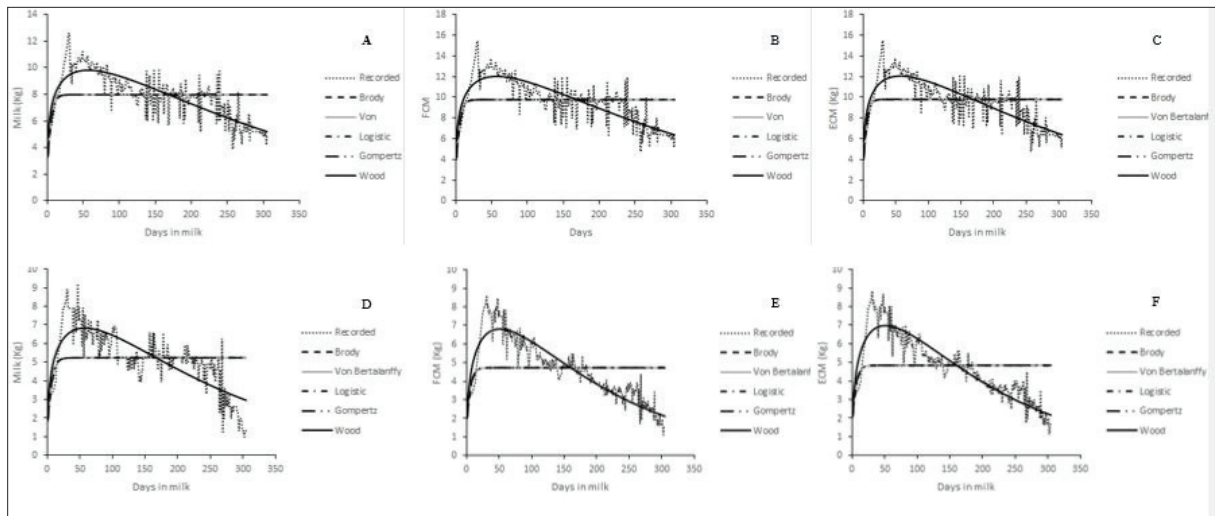 A
14
12
10
8
6
4
2
0
Milk (Kg)
0 50 100 150 200 250 300 350
Days in milk
Recorded
Brody
Von
Logistic
Gompertz
Wood
B
18
16
14
12
10
8
6
4
2
0
FCM
0 50 100 150 200 250 300 350
Days
Recorded
Brody
Von
Logistic
Gompertz
Wood
C
18
16
14
12
10
8
6
4
2
0
ECM (Kg)
0 50 100 150 200 250 300 350
Days in milk
Recorded
Brody
Von Bertalanf
Logistic
Gompertz
Wood
D
10
9
8
7
6
5
4
3
2
1
0
Milk (Kg)
0 50 100 150 200 250 300 350
Days in milk
Recorded
Brody
Von Bertalanffy
Logistic
Gompertz
Wood
E
10
9
8
7
6
5
4
3
2
1
0
FCM (Kg)
0 50 100 150 200 250 300 350
Days in milk
Recorded
Brody
Von Bertalanf
Logistic
Gompertz
Wood
F
10
9
8
7
6
5
4
3
2
1
0
ECM (Kg)
0 50 100 150 200 250 300 350
Days in milk
Recorded
Brody
Von Bertalanffy
Logistic
Gompertz
Wood